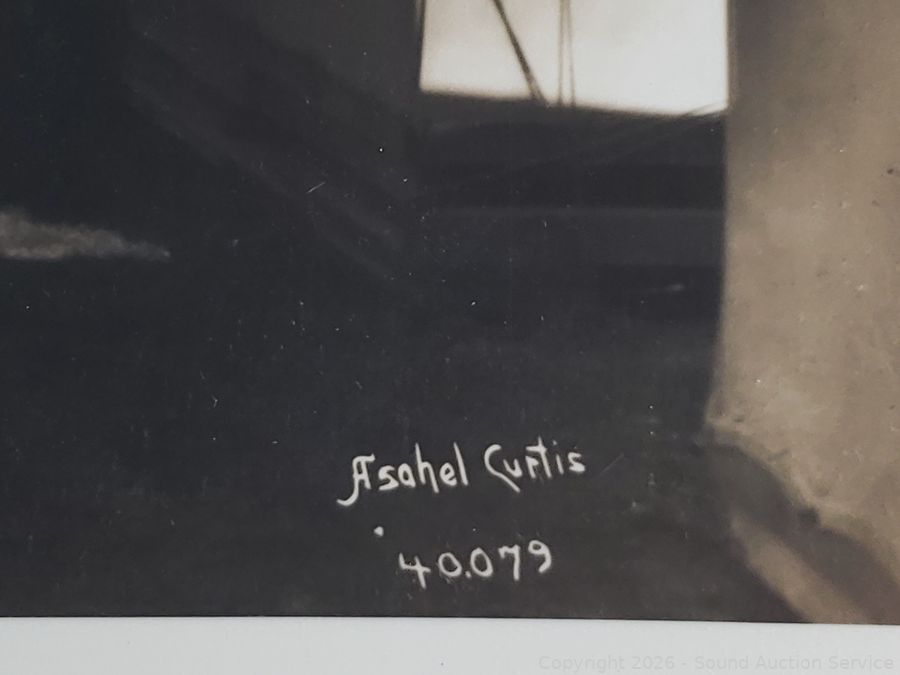 Asahel Curtis
40.079
Copyright 2026 - Sound Auction Service